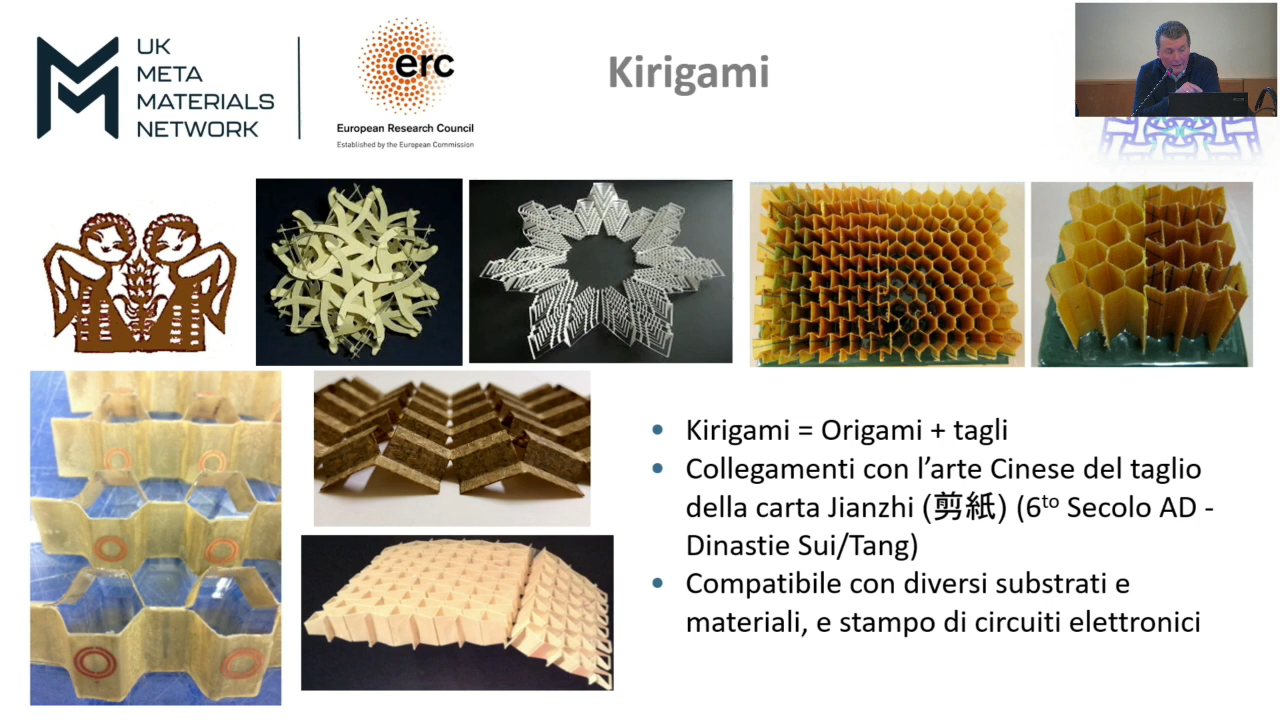 UK
META
MATERIALS
NETWORK
erc
European Research Council
Established by the European Commission
Kirigami
• Kirigami = Origami + tagli
• Collegamenti con l’arte Cinese del taglio
della carta Jianzhi (剪紙) (6to Secolo AD -
Dinastie Sui/Tang)
• Compatibile con diversi substrati e
materiali, e stampo di circuiti elettronici